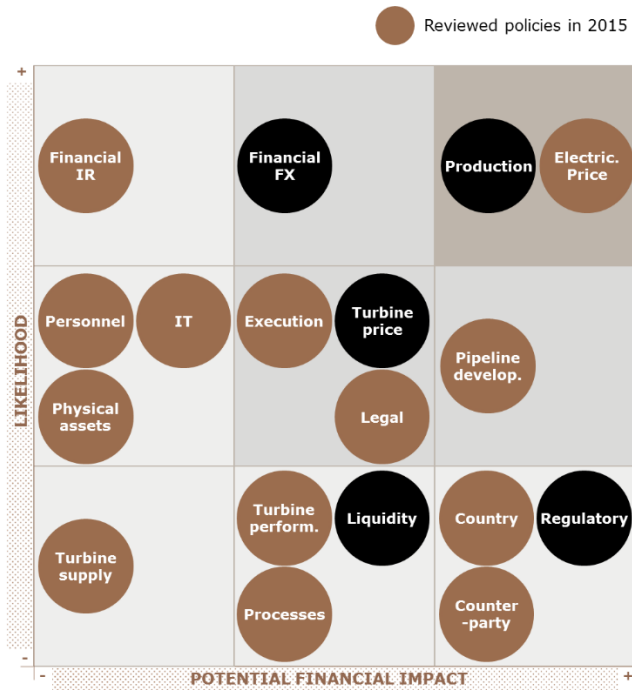 Reviewed policies in 2015
+
Financial
IR
Financial
FX
Production
Electric.
Price
Personnel
IT
Execution
Turbine
price
Pipeline
develop.
Physical
assets
Legal
LIKELIHOOD
Turbine
perform.
Liquidity
Country
Regulatory
Turbine
supply
Processes
Counter
-party
-
-
POTENTIAL FINANCIAL IMPACT
+